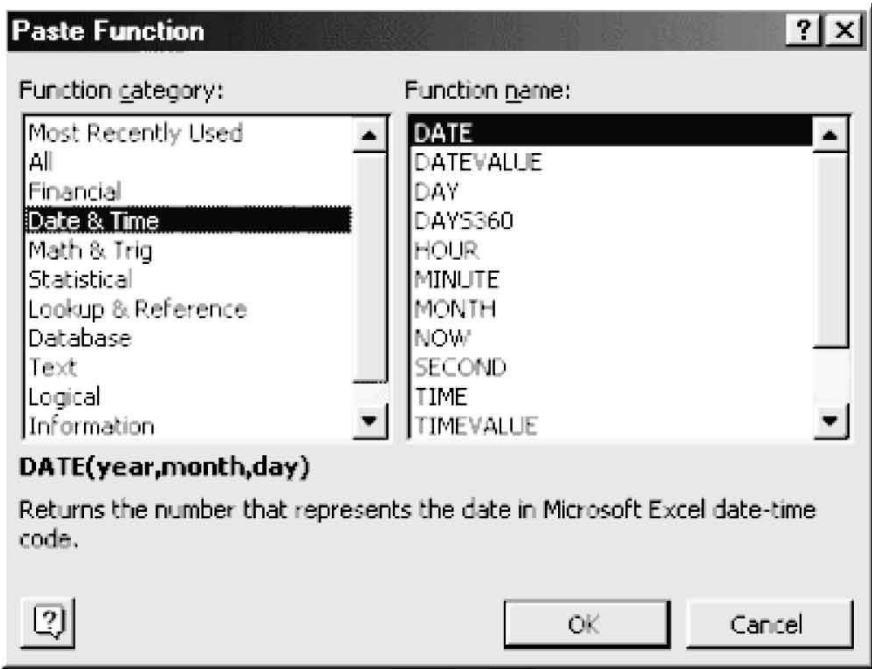 Paste Function
Function category:
Function name:
Most Recently Used
All
Financial
Date & Time
Math & Trig
Statistical
Lookup & Reference
Database
Text
Logical
Information
DATE
DATEVALUE
DAY
DAYS360
HOUR
MINUTE
MONTH
NOW
SECOND
TIME
TIMEVALUE
DATE(year,month,day)
Returns the number that represents the date in Microsoft Excel date-time
code.
OK
Cancel